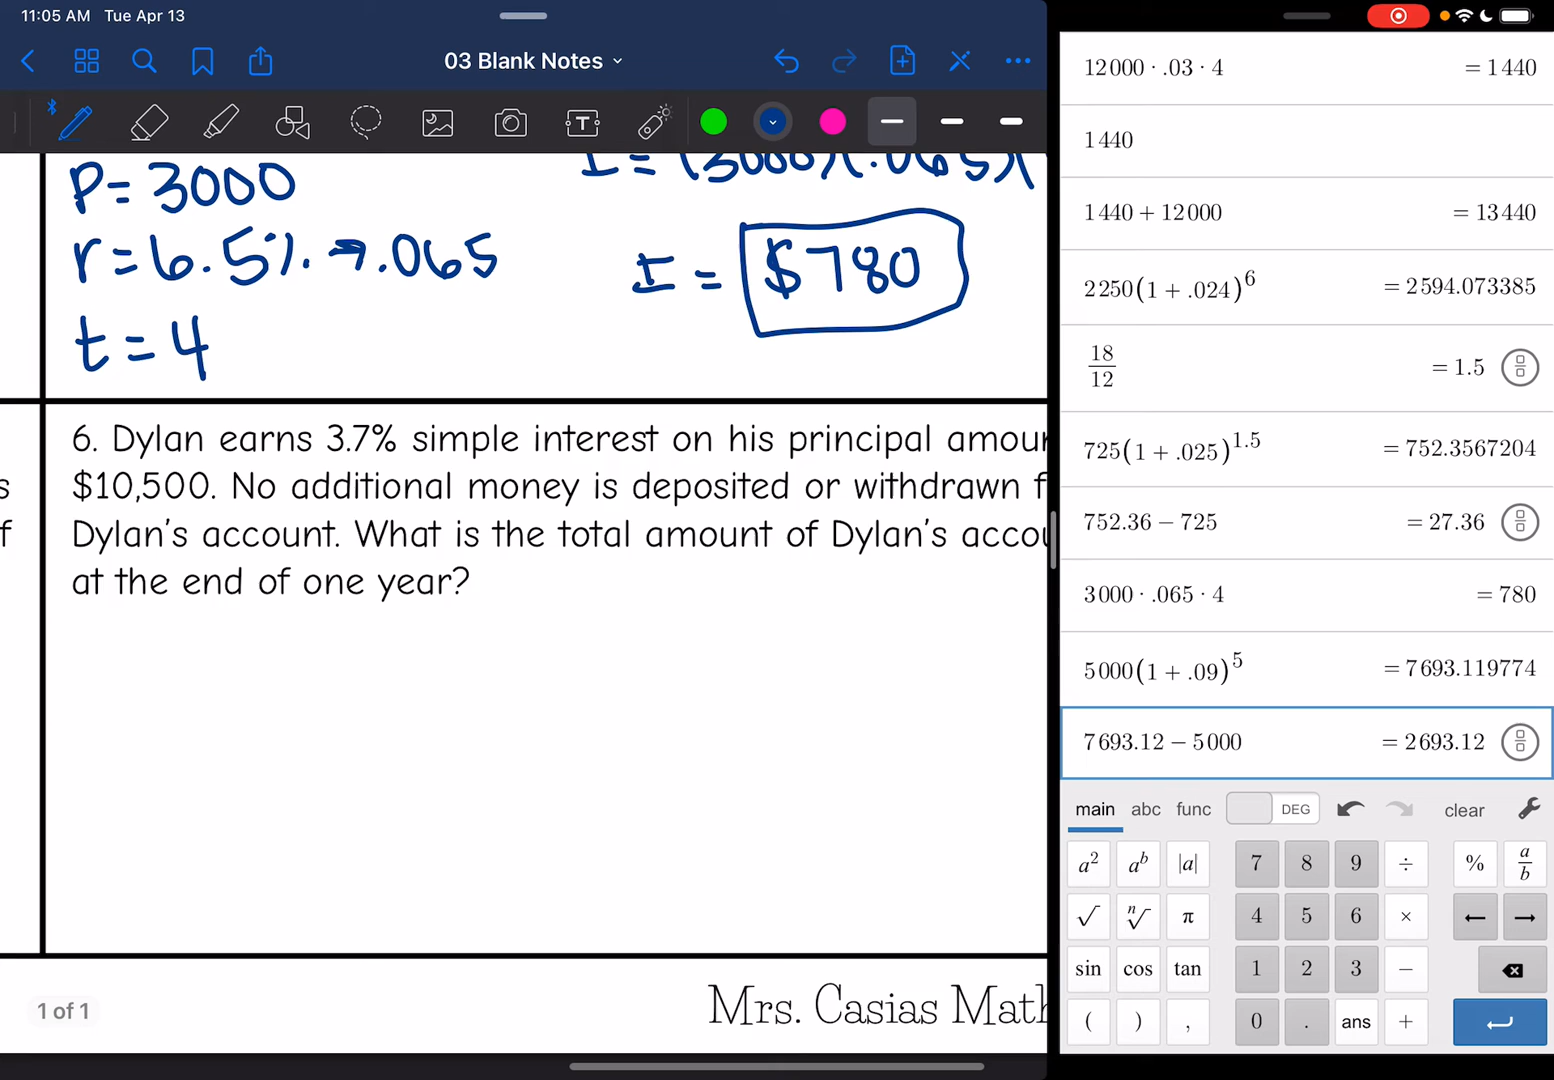 11:05 AM Tue Apr 13
03 Blank Notes
T
P= 3000
r= 6.5% → .065
t = 4
I = (3000)(.065)(
I = $780
6. Dylan earns 3.7% simple interest on his principal
$10,500. No additional money is deposited or withdrawn
Dylan's account. What is the total amount of Dylan's
at the end of one year?
s
f
1 of 1
Mrs. Casias
12000 · .03 · 4 = 1440
1440
1440 + 12000 = 13440
2250(1 + .024)^6 = 2594.073385
18/12 = 1.5
725(1 + .025)^1.5 = 752.3567204
752.36 − 725 = 27.36
3000 · .065 · 4 = 780
5000(1 + .09)^5 = 7693.119774
7693.12 − 5000 = 2693.12
main abc func DEG clear
a² a^b |a| 7 8 9 ÷ % a/b
√ ⁿ√ π 4 5 6 × ← →
sin cos tan 1 2 3 −
( ) , 0 . ans +